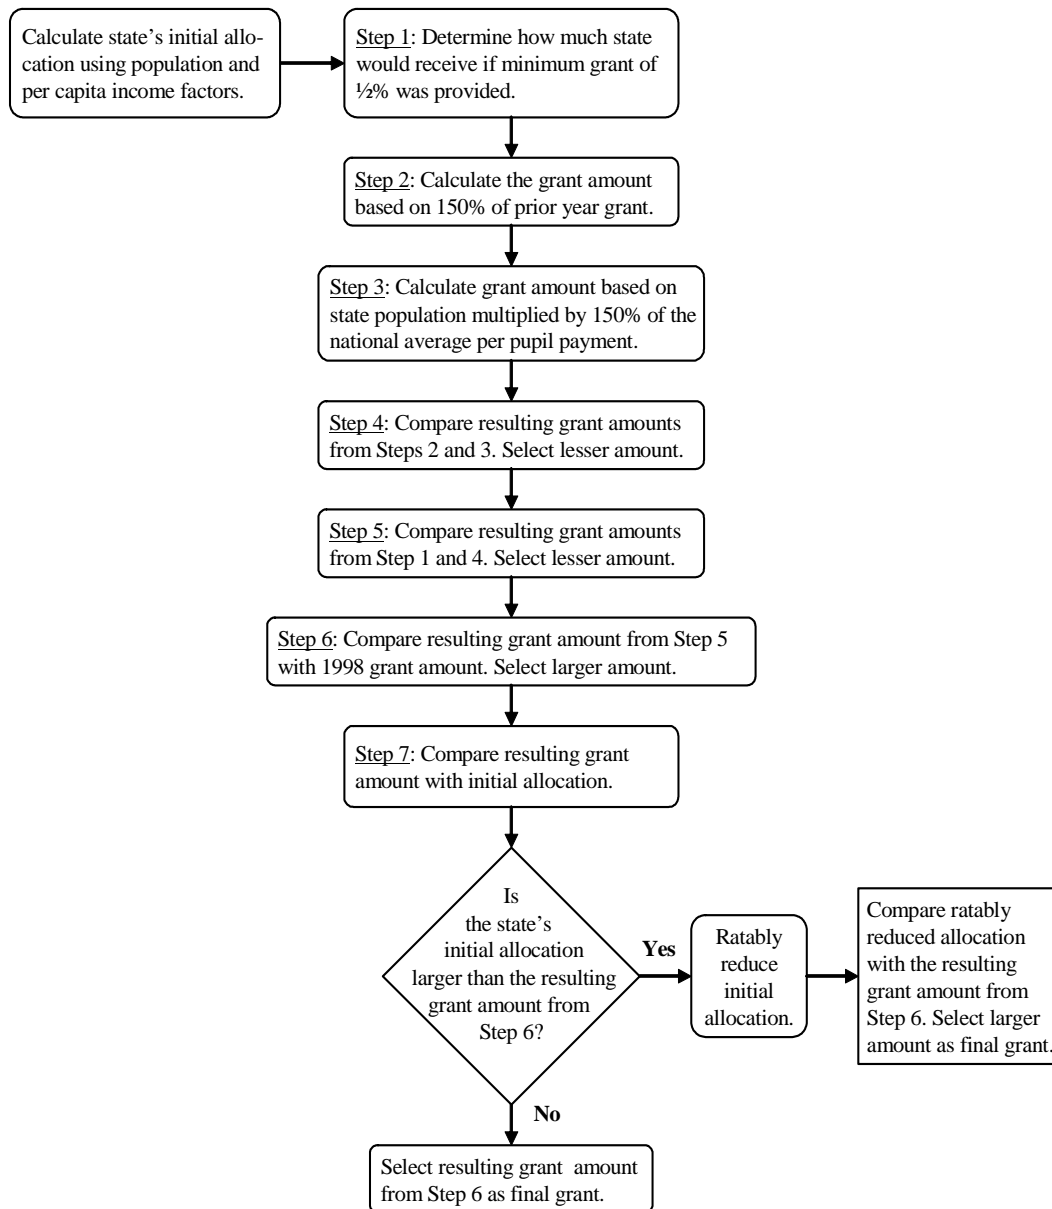 Calculate state’s initial allo-
cation using population and
per capita income factors.
Step 1: Determine how much state
would receive if minimum grant of
½% was provided.
Step 2: Calculate the grant amount
based on 150% of prior year grant.
Step 3: Calculate grant amount based on
state population multiplied by 150% of the
national average per pupil payment.
Step 4: Compare resulting grant amounts
from Steps 2 and 3. Select lesser amount.
Step 5: Compare resulting grant amounts
from Step 1 and 4. Select lesser amount.
Step 6: Compare resulting grant amount from Step 5
with 1998 grant amount. Select larger amount.
Step 7: Compare resulting grant
amount with initial allocation.
Is
the state’s
initial allocation
larger than the resulting
grant amount from
Step 6?
Yes
Ratably
reduce
initial
allocation.
Compare ratably
reduced allocation
with the resulting
grant amount from
Step 6. Select larger
amount as final grant.
No
Select resulting grant amount
from Step 6 as final grant.